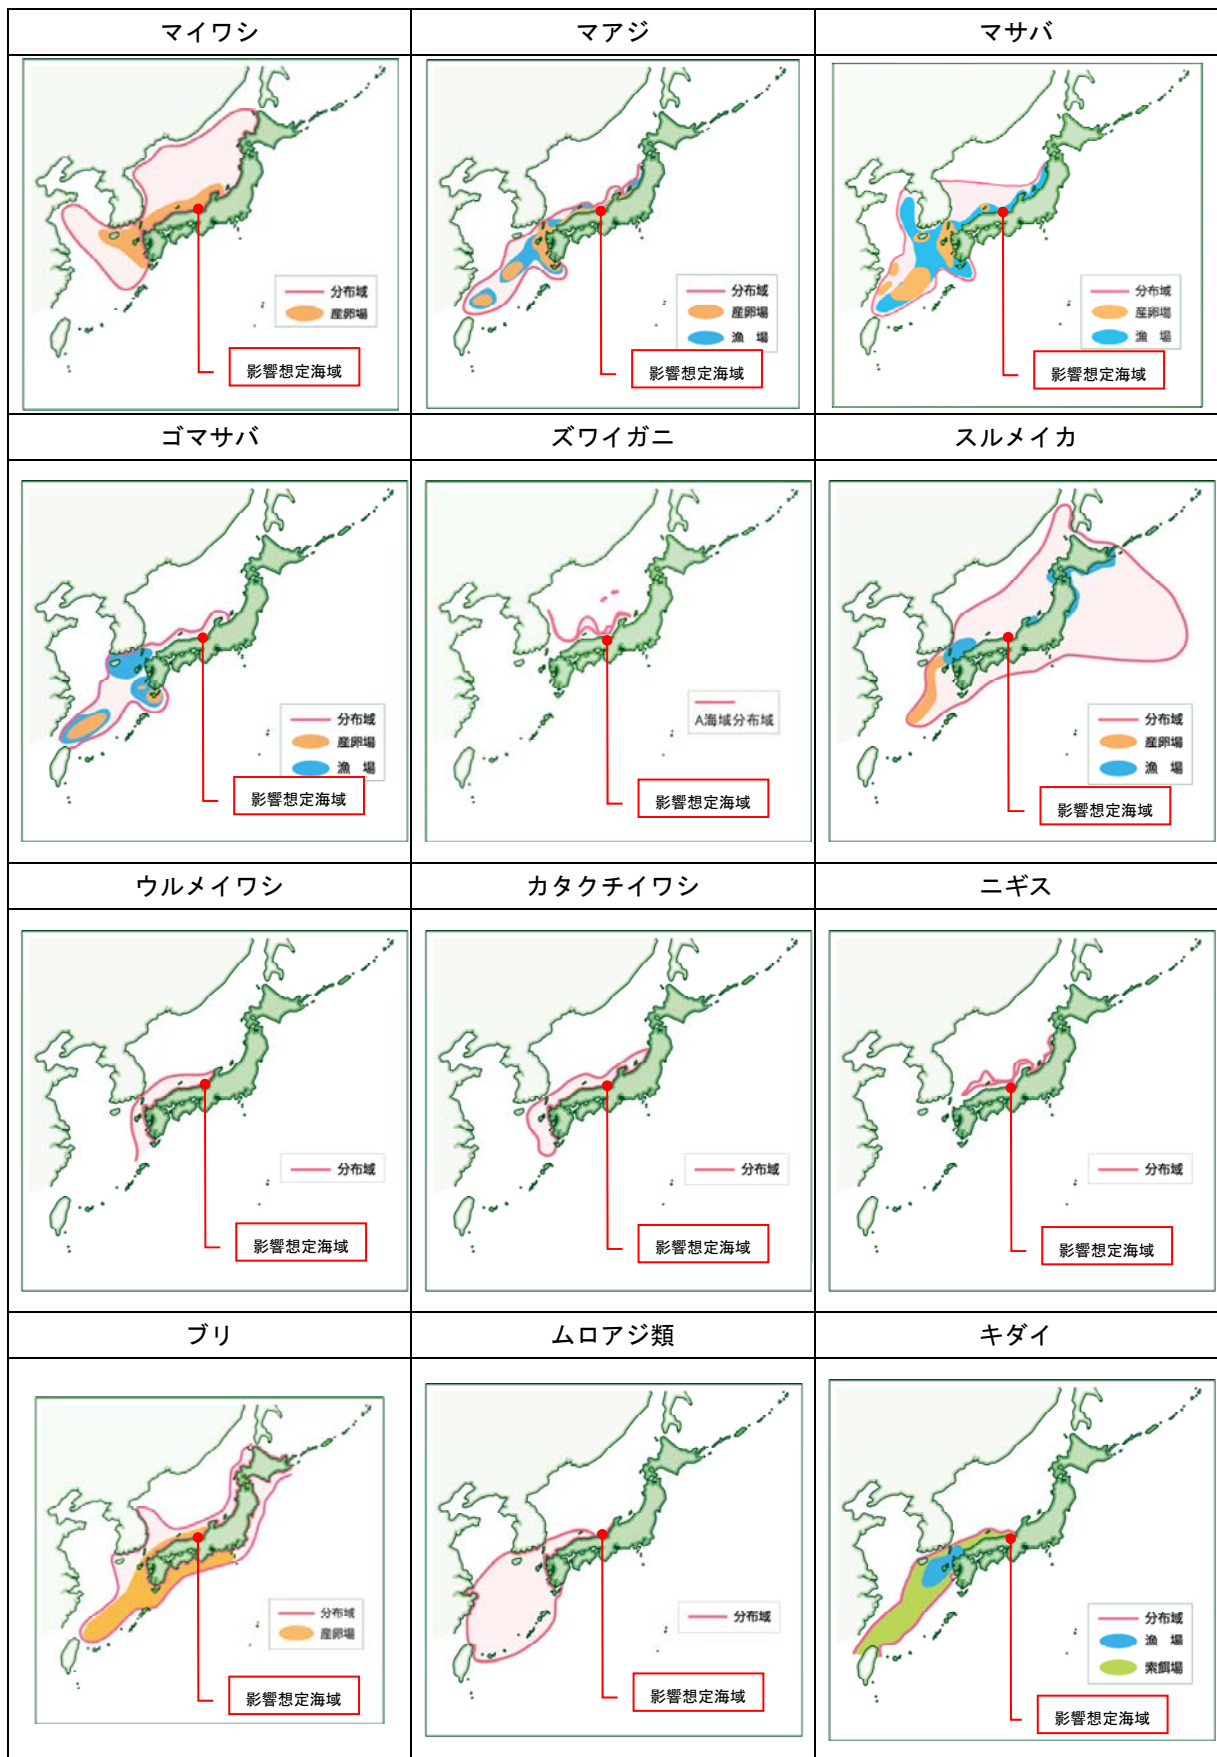 マイワシ
マアジ
マサバ
分布域
産卵場
影響想定海域
分布域
産卵場
漁 場
影響想定海域
分布域
産卵場
漁 場
影響想定海域
ゴマサバ
ズワイガニ
スルメイカ
分布域
産卵場
漁 場
影響想定海域
A海域分布域
影響想定海域
分布域
産卵場
漁 場
影響想定海域
ウルメイワシ
カタクチイワシ
ニギス
分布域
影響想定海域
分布域
影響想定海域
分布域
影響想定海域
ブリ
ムロアジ類
キダイ
分布域
産卵場
影響想定海域
分布域
影響想定海域
分布域
漁 場
索餌場
影響想定海域